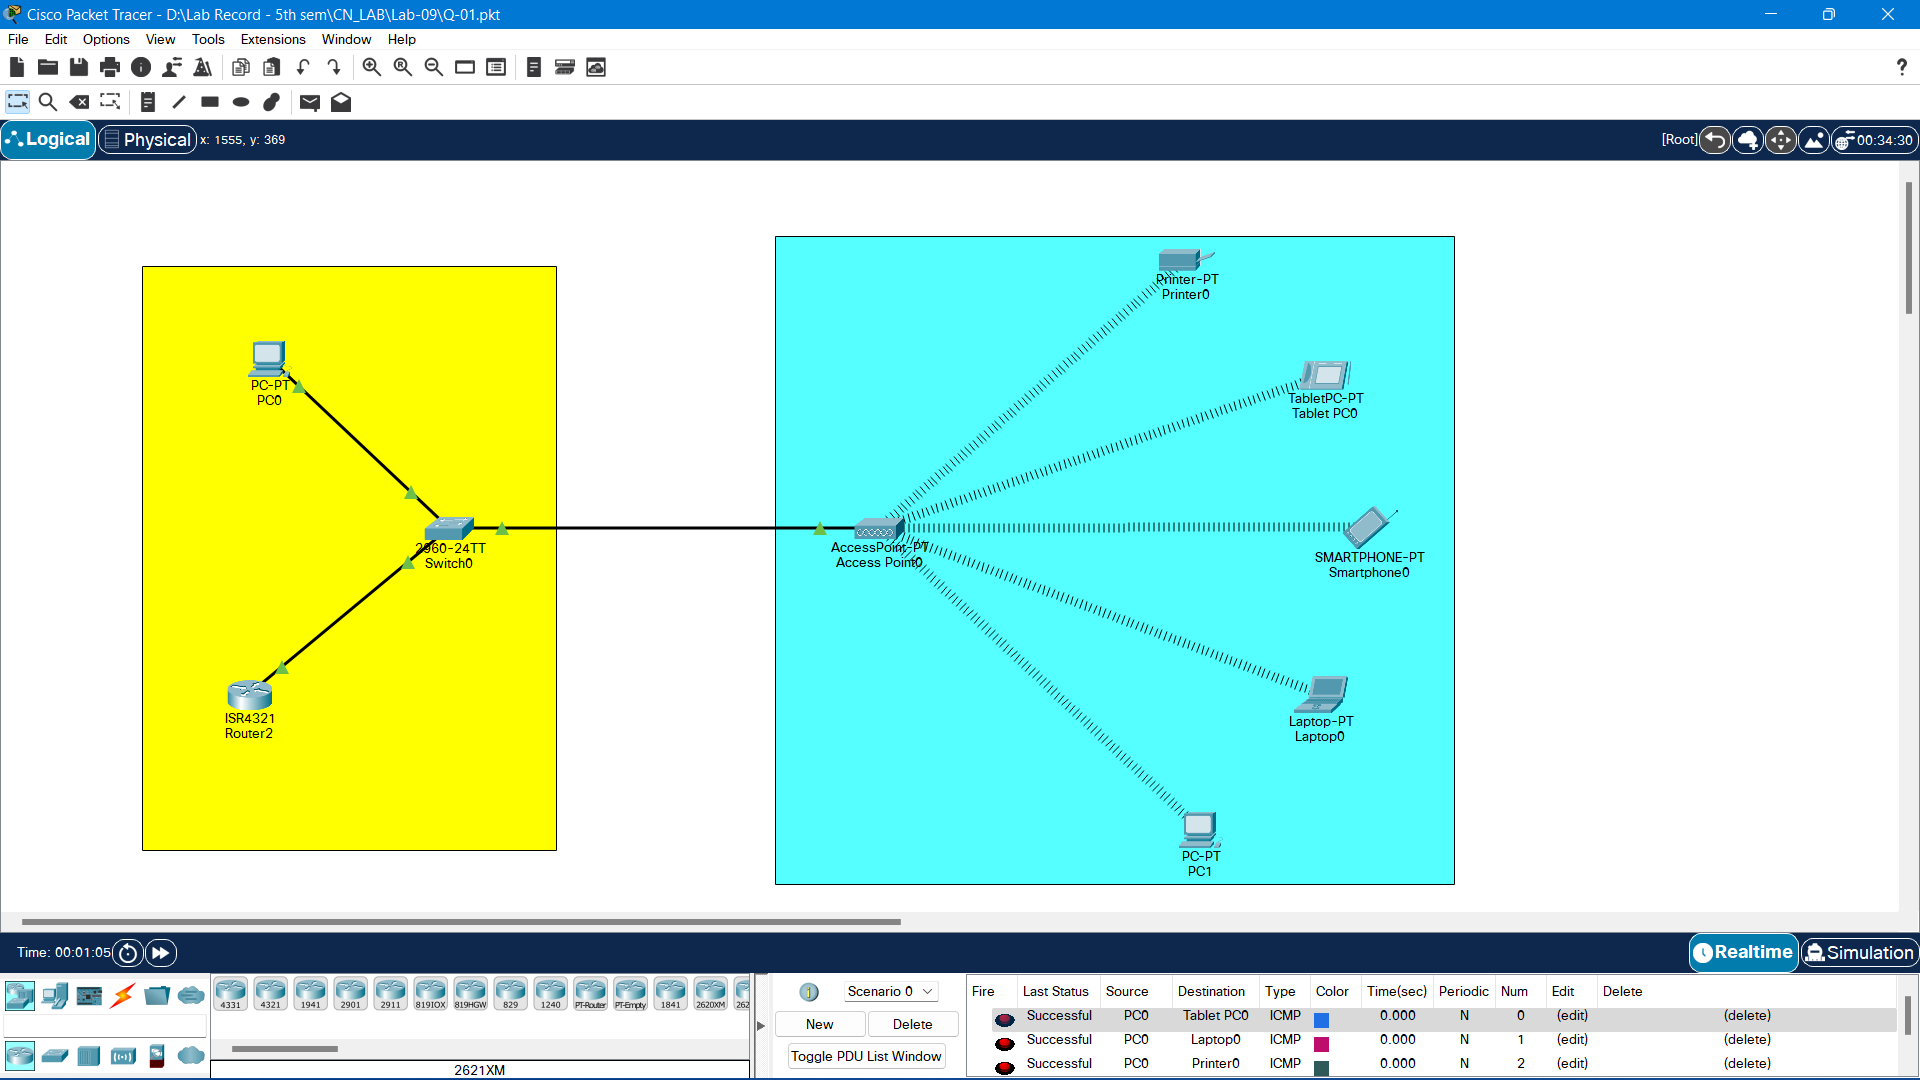 Cisco Packet Tracer - D:\Lab Record - 5th sem\CN_LAB\Lab-09\Q-01.pkt
File Edit Options View Tools Extensions Window Help
Logical Physical x: 1555, y: 369 [Root] 00:34:30
Printer-PT
Printer0
PC-PT
PC0
TabletPC-PT
Tablet PC0
2960-24TT
Switch0
AccessPoint-PT
Access Point0
SMARTPHONE-PT
Smartphone0
ISR4321
Router2
Laptop-PT
Laptop0
PC-PT
PC1
Time: 00:01:05 Realtime Simulation
4331 4321 1941 2901 2911 819IOX 819HGW 829 1240 PT-Router PT-Empty 1841 2620XM 262
2621XM
Scenario 0
New Delete
Toggle PDU List Window
Fire Last Status Source Destination Type Color Time(sec) Periodic Num Edit Delete
Successful PC0 Tablet PC0 ICMP 0.000 N 0 (edit) (delete)
Successful PC0 Laptop0 ICMP 0.000 N 1 (edit) (delete)
Successful PC0 Printer0 ICMP 0.000 N 2 (edit) (delete)